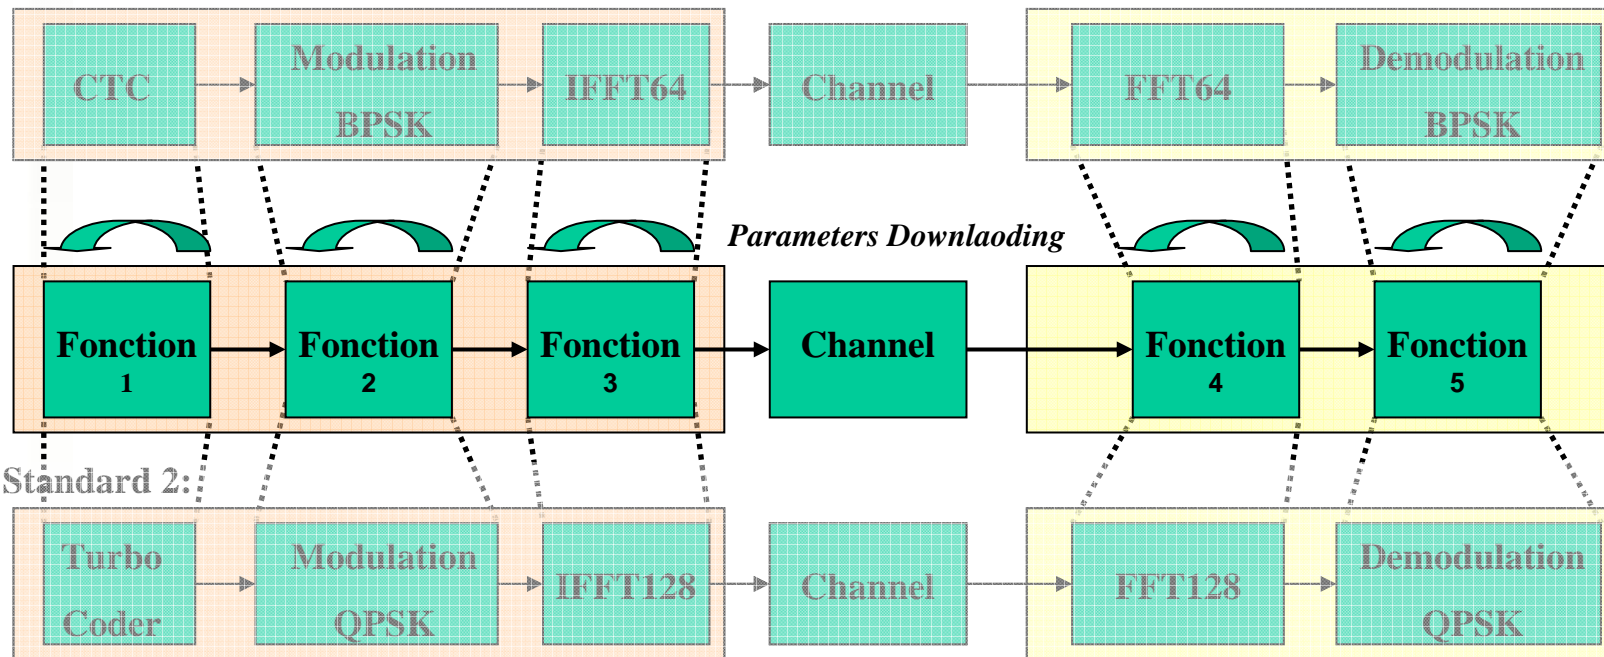 CTC
Modulation
BPSK
IFFT64
Channel
FFT64
Demodulation
BPSK
Parameters Downlaoding
Fonction
1
Fonction
2
Fonction
3
Channel
Fonction
4
Fonction
5
Standard 2:
Turbo
Coder
Modulation
QPSK
IFFT128
Channel
FFT128
Demodulation
QPSK